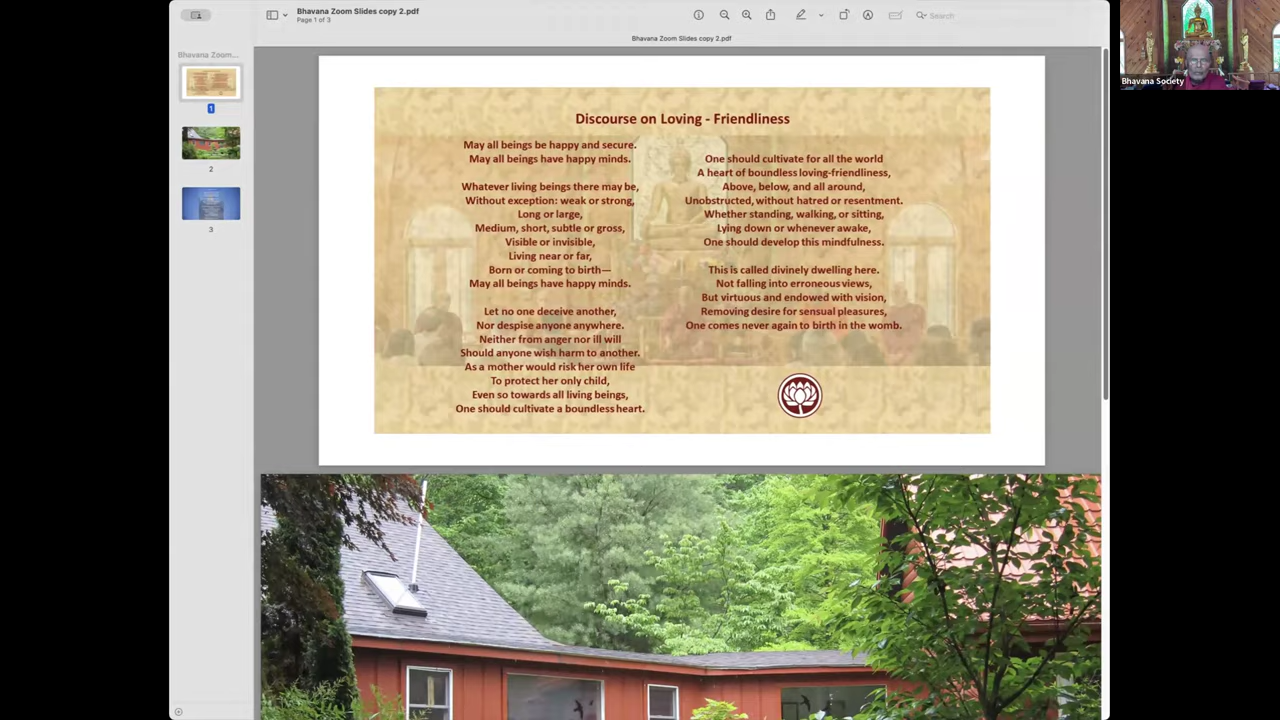 Bhavana Zoom Slides copy 2.pdf
Page 1 of 3
Search
Bhavana Zoom Slides copy 2.pdf
Bhavana Zoom...
1
2
3
Discourse on Loving - Friendliness
May all beings be happy and secure.
May all beings have happy minds.
Whatever living beings there may be,
Without exception: weak or strong,
Long or large,
Medium, short, subtle or gross,
Visible or invisible,
Living near or far,
Born or coming to birth—
May all beings have happy minds.
Let no one deceive another,
Nor despise anyone anywhere.
Neither from anger nor ill will
Should anyone wish harm to another.
As a mother would risk her own life
To protect her only child,
Even so towards all living beings,
One should cultivate a boundless heart.
One should cultivate for all the world
A heart of boundless loving-friendliness,
Above, below, and all around,
Unobstructed, without hatred or resentment.
Whether standing, walking, or sitting,
Lying down or whenever awake,
One should develop this mindfulness.
This is called divinely dwelling here.
Not falling into erroneous views,
But virtuous and endowed with vision,
Removing desire for sensual pleasures,
One comes never again to birth in the womb.
Bhavana Society